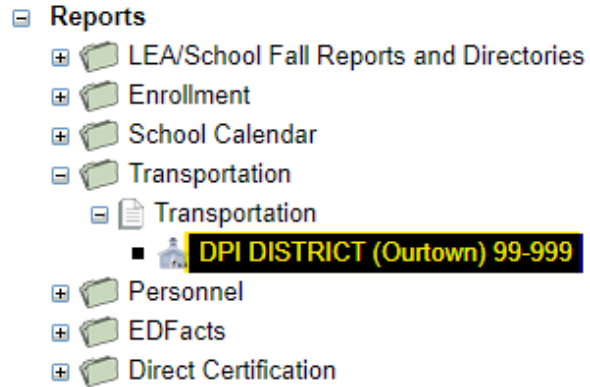 Reports
LEA/School Fall Reports and Directories
Enrollment
School Calendar
Transportation
Transportation
DPI DISTRICT (Ourtown) 99-999
Personnel
EDFacts
Direct Certification